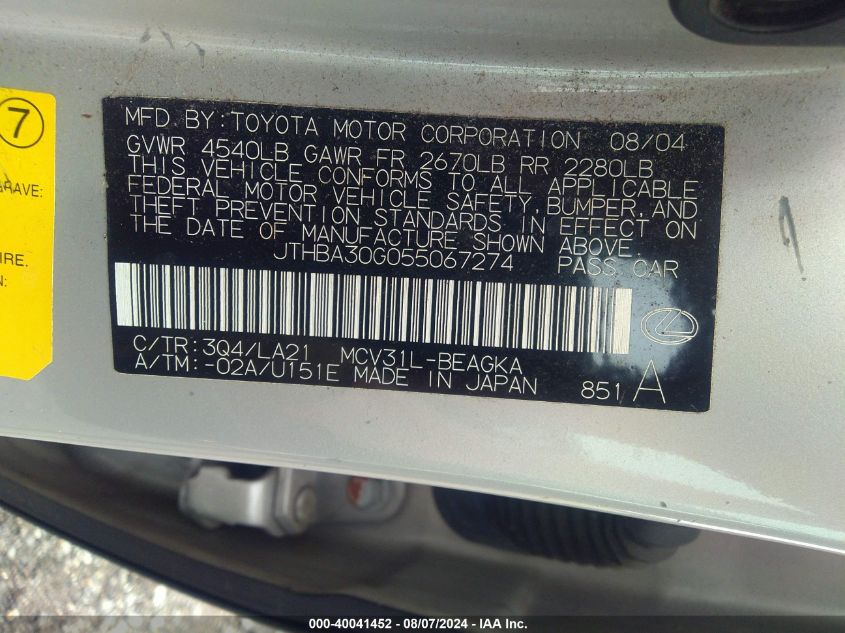 7
GRAVE:
IRE.
N:
MFD. BY: TOYOTA MOTOR CORPORATION 08/04
GVWR 4540LB GAWR FR 2670LB RR 2280LB
THIS VEHICLE CONFORMS TO ALL APPLICABLE
FEDERAL MOTOR VEHICLE SAFETY, BUMPER, AND
THEFT PREVENTION STANDARDS IN EFFECT ON
THE DATE OF MANUFACTURE SHOWN ABOVE.
JTHBA30G055067274 PASS CAR
C/TR: 3Q4/LA21 MCV31L-BEAGKA
A/TM: -02A/U151E MADE IN JAPAN 851 A
000-40041452 - 08/07/2024 - IAA Inc.